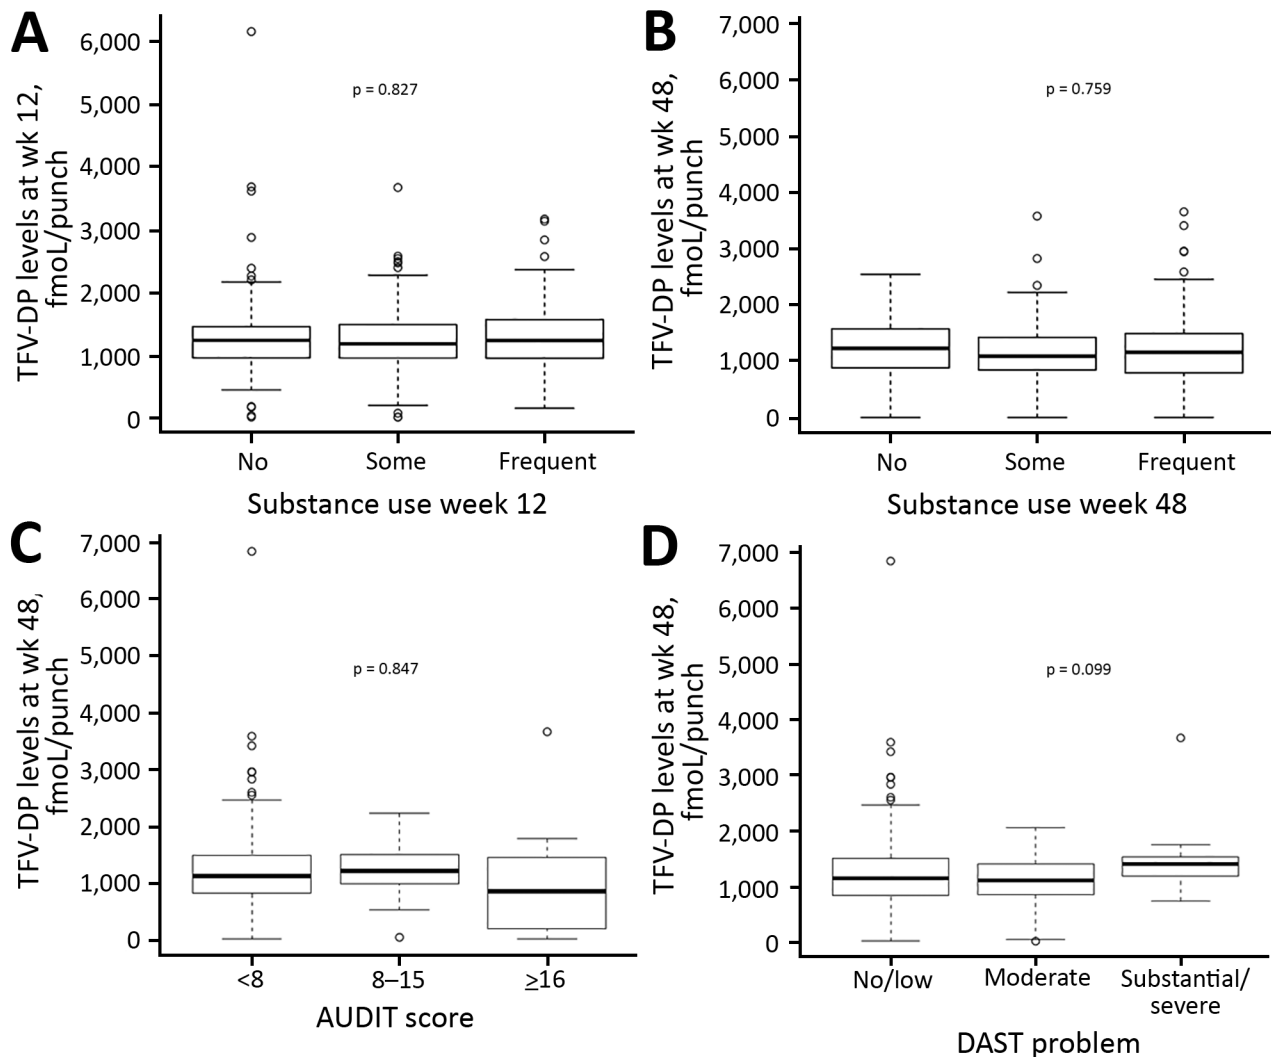 A
TFV-DP levels at wk 12,
fmoL/punch
6,000
5,000
4,000
3,000
2,000
1,000
0
p = 0.827
No
Some
Frequent
Substance use week 12
B
TFV-DP levels at wk 48,
fmoL/punch
7,000
6,000
5,000
4,000
3,000
2,000
1,000
0
p = 0.759
No
Some
Frequent
Substance use week 48
C
TFV-DP levels at wk 48,
fmoL/punch
7,000
6,000
5,000
4,000
3,000
2,000
1,000
0
p = 0.847
<8
8–15
≥16
AUDIT score
D
TFV-DP levels at wk 48,
fmoL/punch
7,000
6,000
5,000
4,000
3,000
2,000
1,000
0
p = 0.099
No/low
Moderate
Substantial/
severe
DAST problem